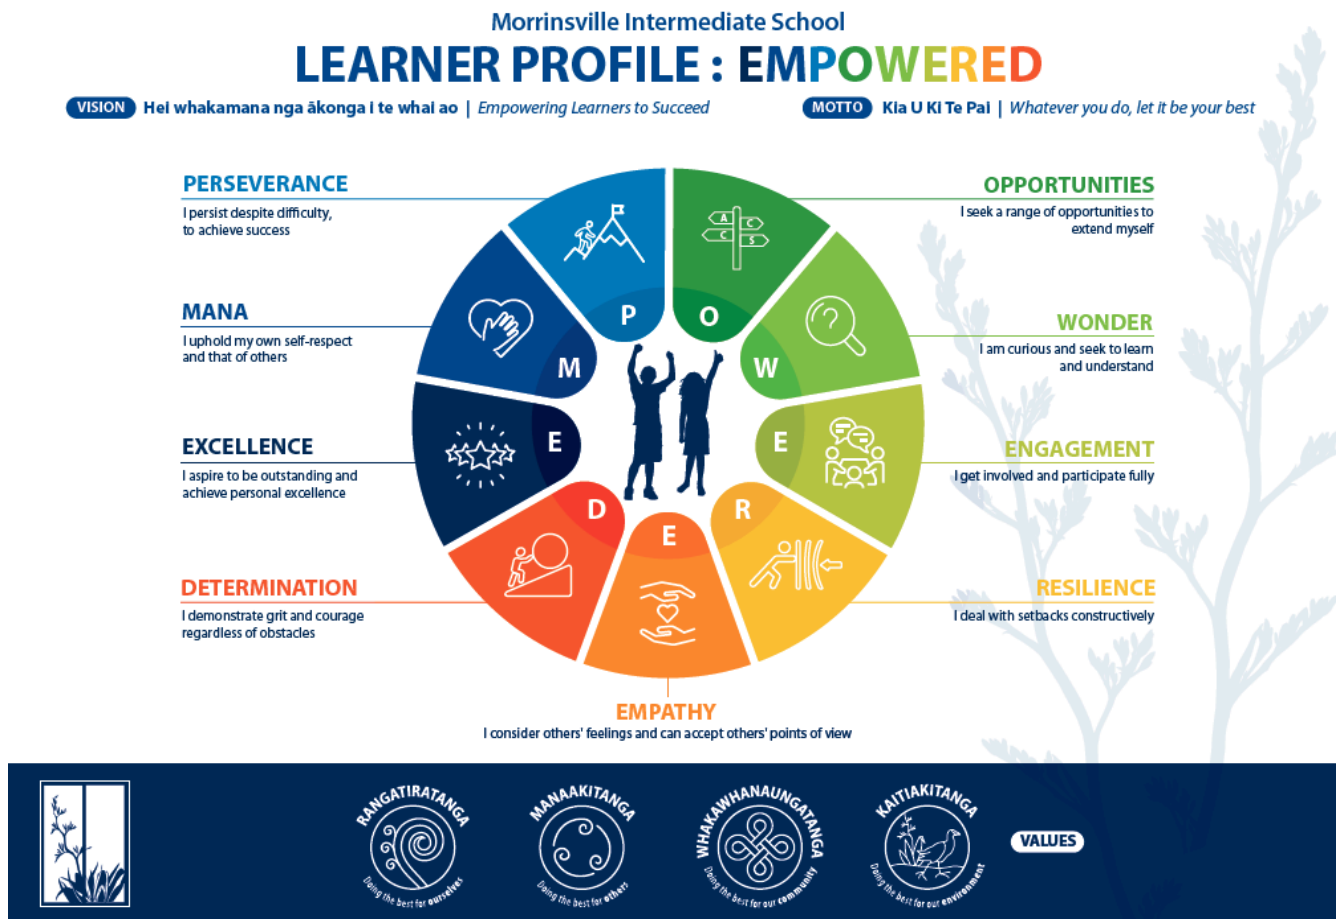 Morrinsville Intermediate School
LEARNER PROFILE : EMPOWERED
VISION Hei whakamana nga ākonga i te whai ao | Empowering Learners to Succeed
MOTTO Kia U Ki Te Pai | Whatever you do, let it be your best
PERSEVERANCE
I persist despite difficulty,
to achieve success
MANA
I uphold my own self-respect
and that of others
EXCELLENCE
I aspire to be outstanding and
achieve personal excellence
DETERMINATION
I demonstrate grit and courage
regardless of obstacles
OPPORTUNITIES
I seek a range of opportunities to
extend myself
WONDER
I am curious and seek to learn
and understand
ENGAGEMENT
I get involved and participate fully
RESILIENCE
I deal with setbacks constructively
EMPATHY
I consider others' feelings and can accept others' points of view
E
M
P
O
W
E
R
E
D
A
C
C
S
?
RANGATIRATANGA
Doing the best for ourselves
MANAAKITANGA
Doing the best for others
WHAKAWHANAUNGATANGA
Doing the best for our community
KAITIAKITANGA
Doing the best for our environment
VALUES